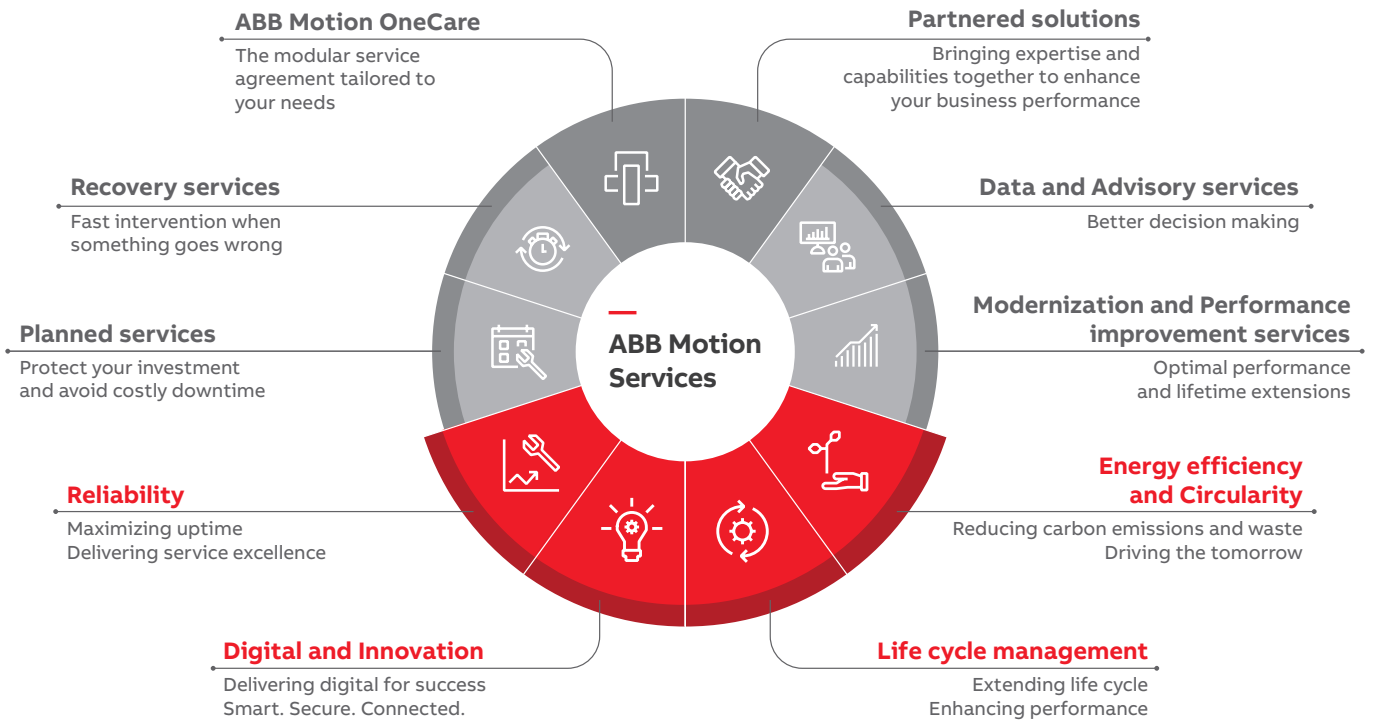 ABB Motion OneCare
The modular service
agreement tailored to
your needs
Partnered solutions
Bringing expertise and
capabilities together to enhance
your business performance
Recovery services
Fast intervention when
something goes wrong
Data and Advisory services
Better decision making
Planned services
Protect your investment
and avoid costly downtime
ABB Motion
Services
Modernization and Performance
improvement services
Optimal performance
and lifetime extensions
Reliability
Maximizing uptime
Delivering service excellence
Energy efficiency
and Circularity
Reducing carbon emissions and waste
Driving the tomorrow
Digital and Innovation
Delivering digital for success
Smart. Secure. Connected.
Life cycle management
Extending life cycle
Enhancing performance